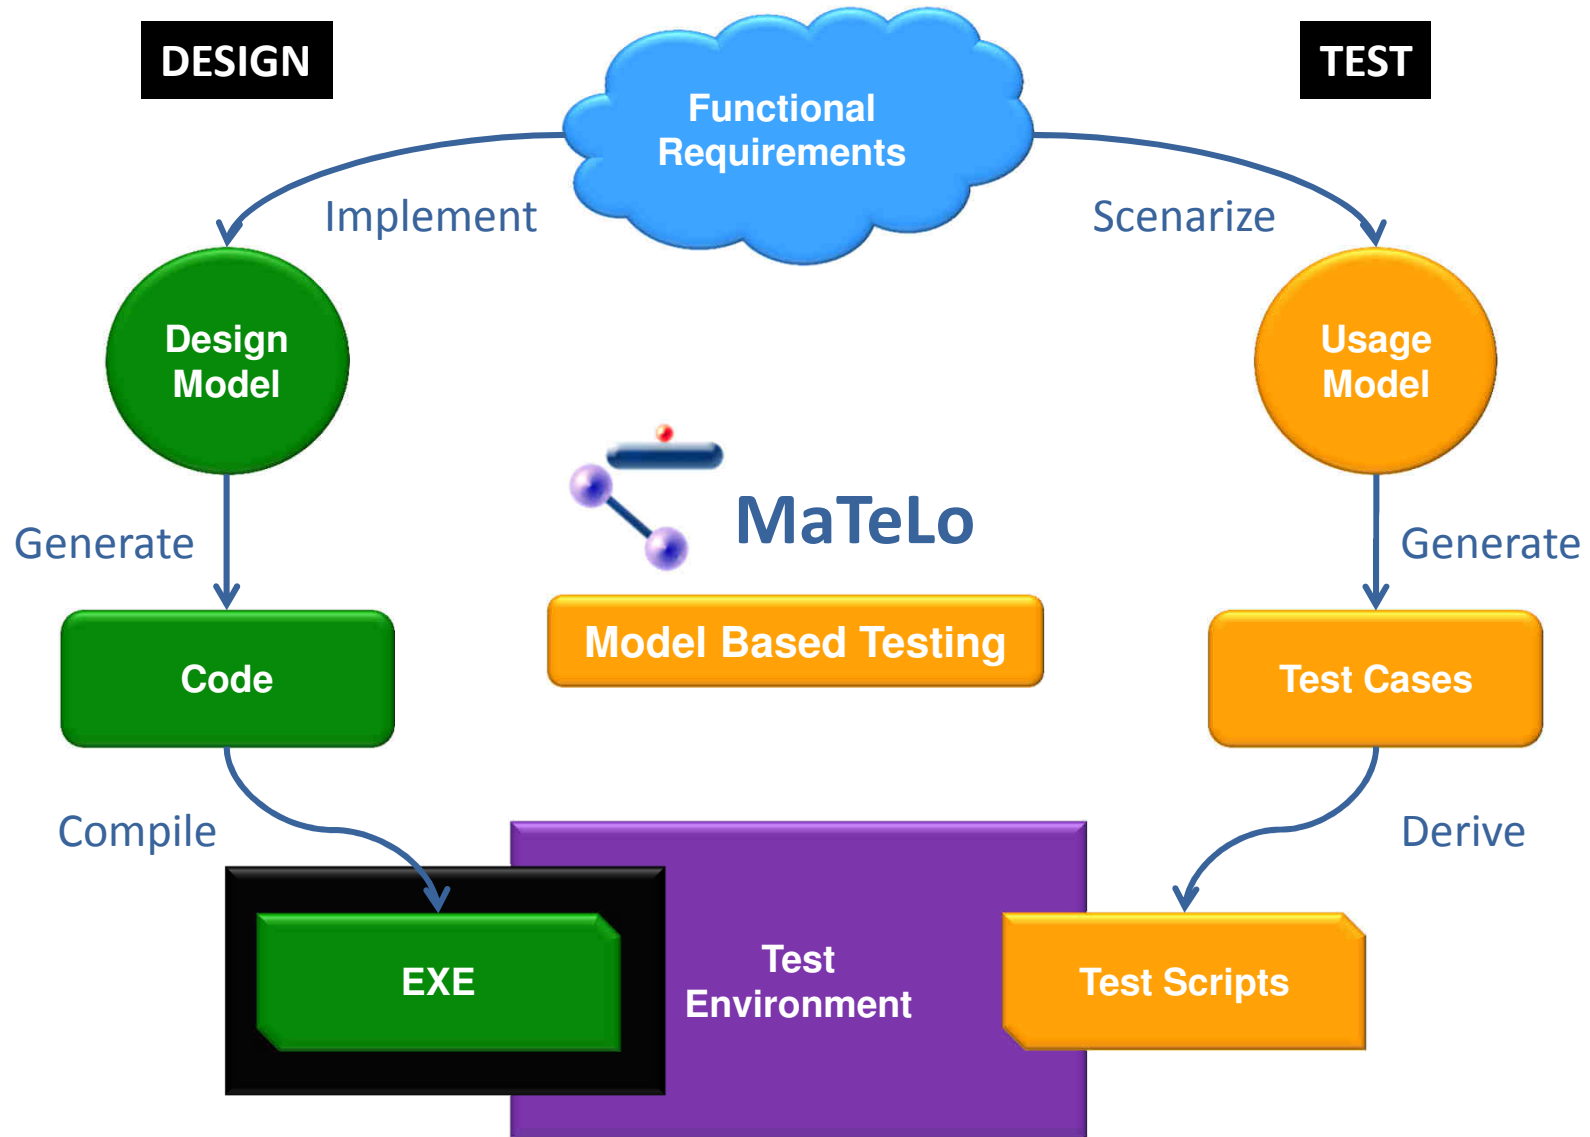 DESIGN
TEST
Functional
Requirements
Implement
Scenarize
Design
Model
Usage
Model
MaTeLo
Generate
Generate
Model Based Testing
Code
Test Cases
Compile
Derive
EXE
Test
Environment
Test Scripts